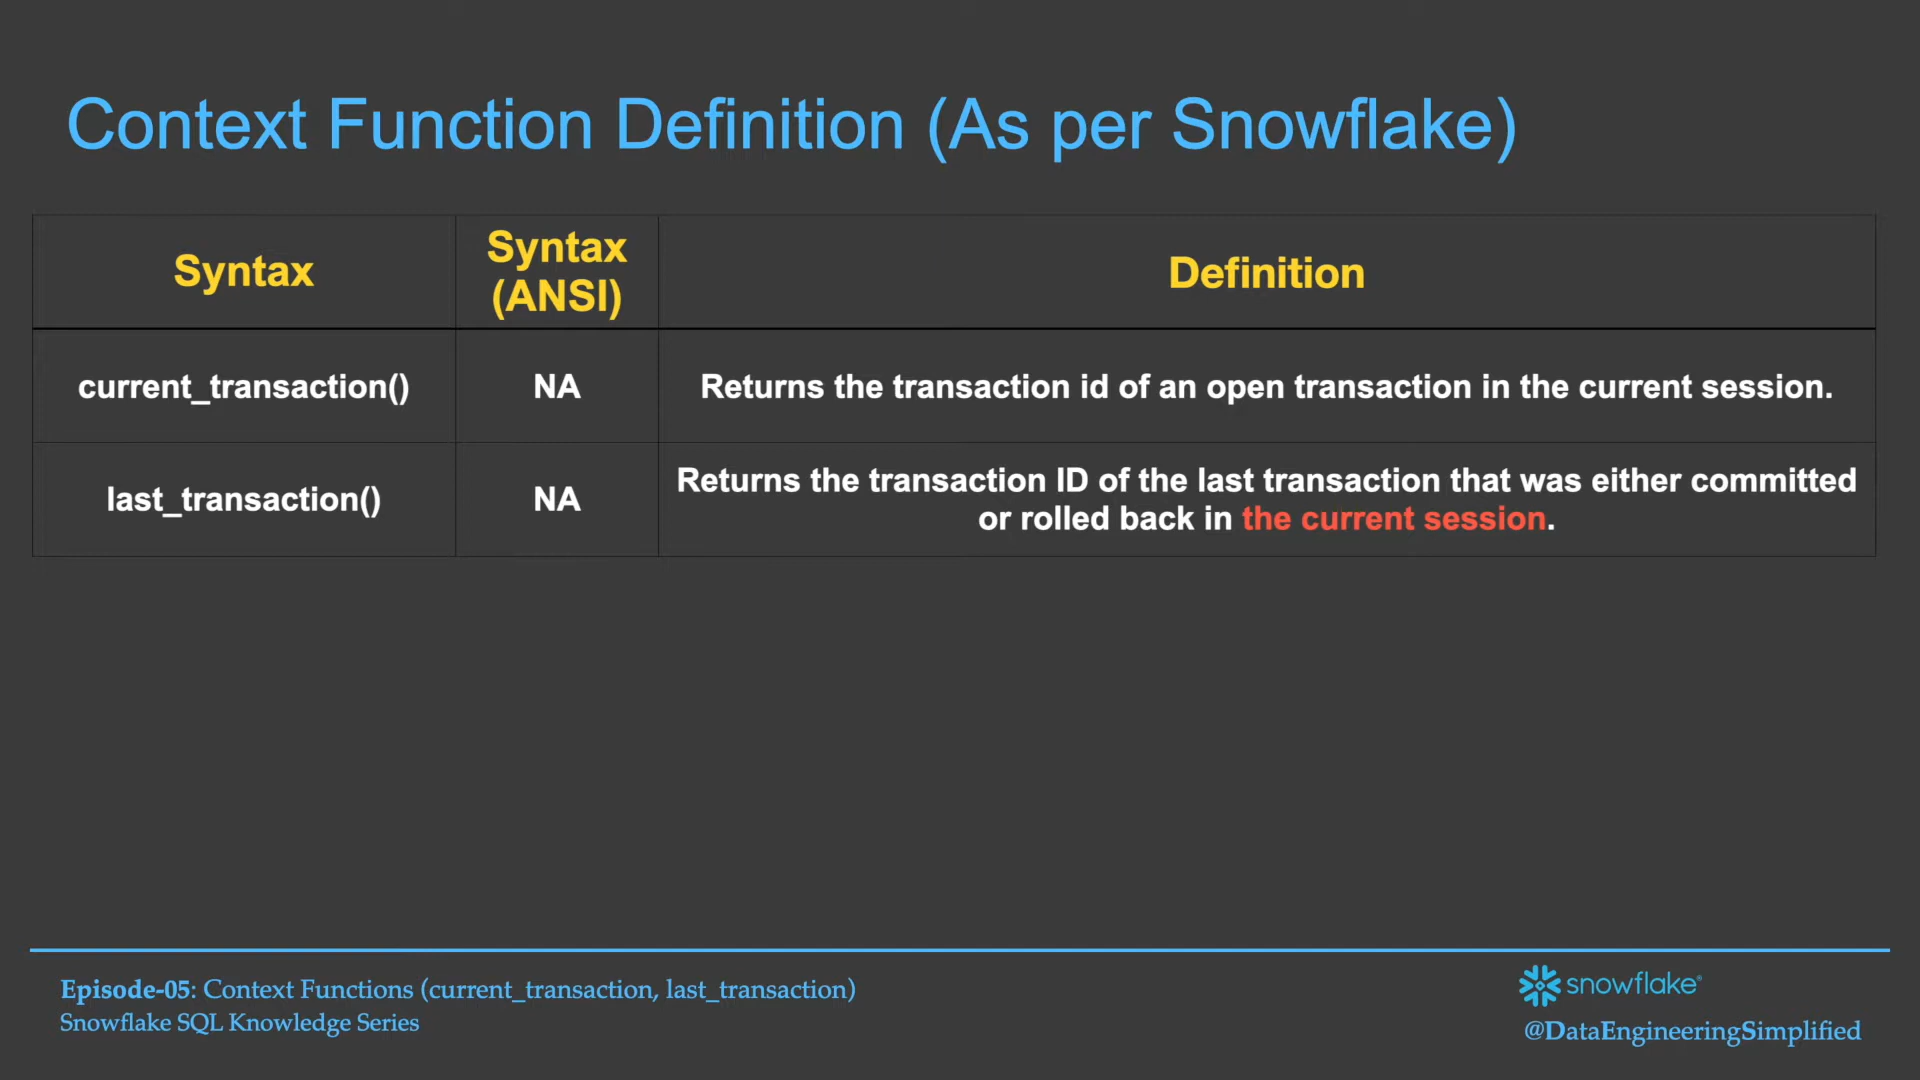 Context Function Definition (As per Snowflake)
Syntax
Syntax
(ANSI)
Definition
current_transaction()
NA
Returns the transaction id of an open transaction in the current session.
last_transaction()
NA
Returns the transaction ID of the last transaction that was either committed
or rolled back in the current session.
Episode-05: Context Functions (current_transaction, last_transaction)
Snowflake SQL Knowledge Series
snowflake®
@DataEngineeringSimplified